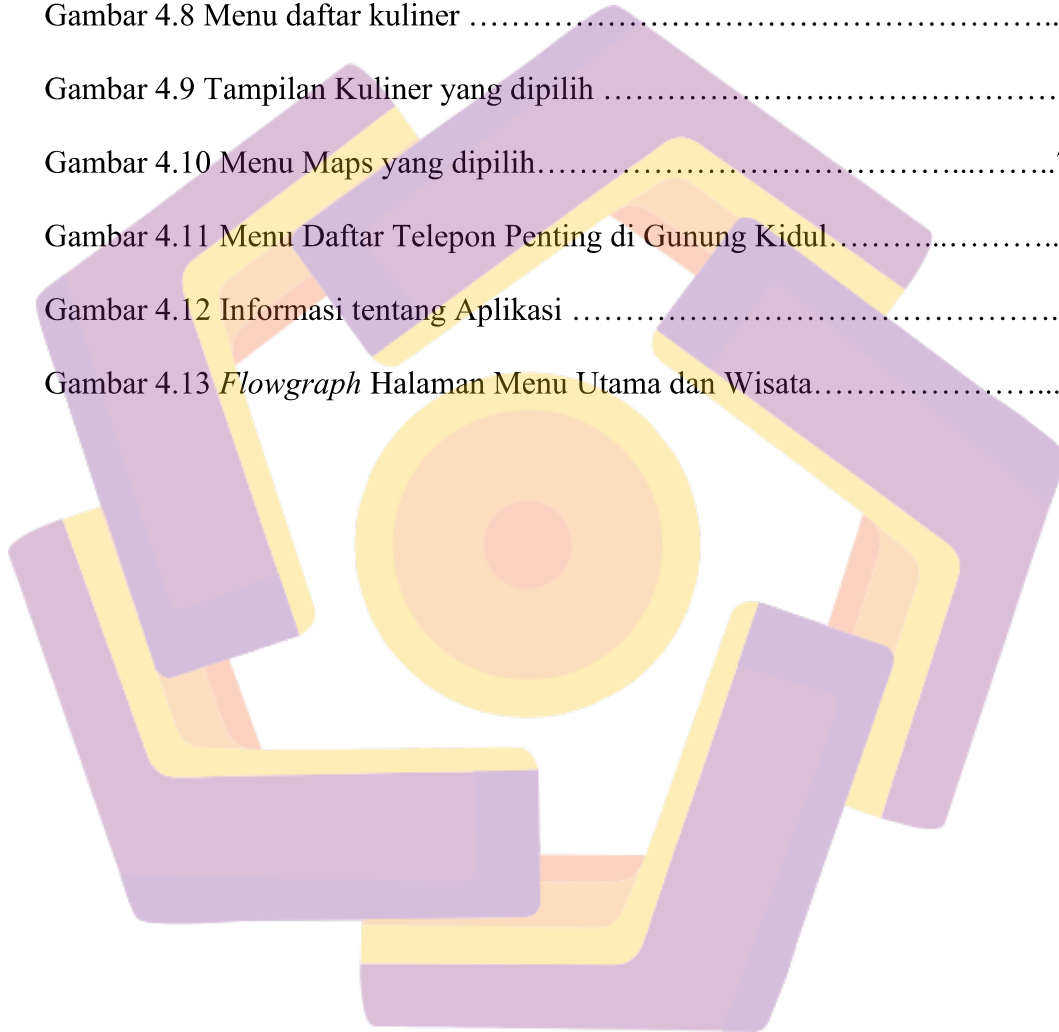 Gambar 4.8 Menu daftar kuliner ……………………………………………………..
Gambar 4.9 Tampilan Kuliner yang dipilih …………………………………………
Gambar 4.10 Menu Maps yang dipilih…………………………………...……..
Gambar 4.11 Menu Daftar Telepon Penting di Gunung Kidul………...………..
Gambar 4.12 Informasi tentang Aplikasi …………………………………………..
Gambar 4.13 Flowgraph Halaman Menu Utama dan Wisata…………………...